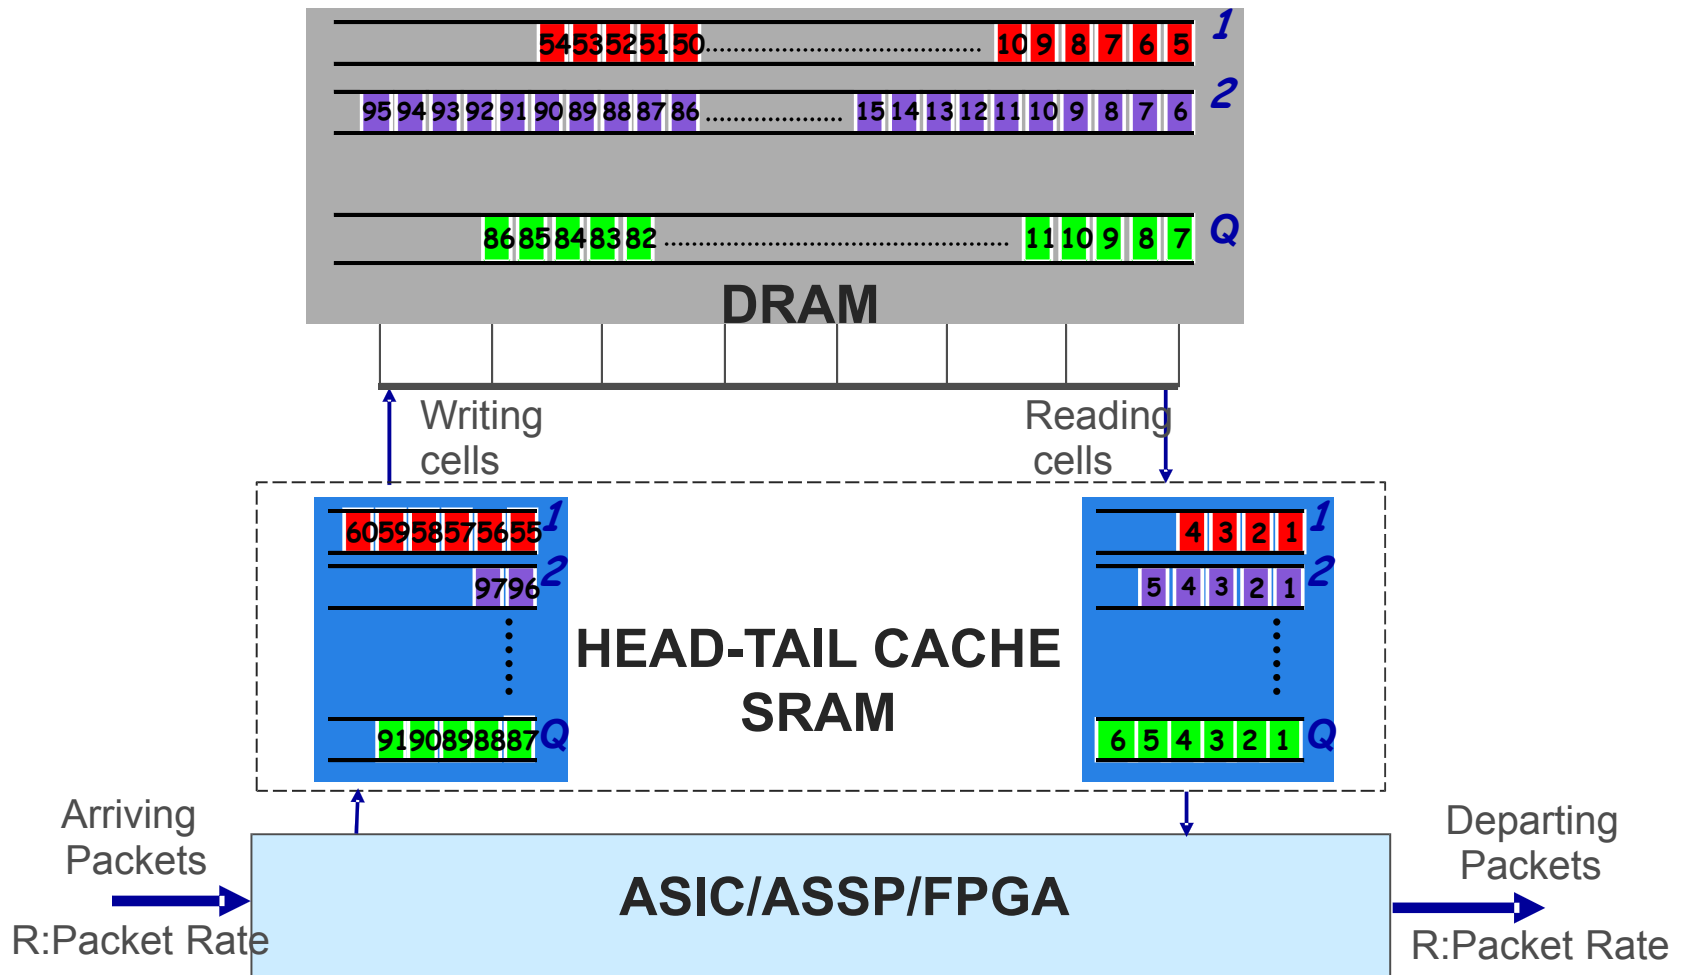 54 53 52 51 50 ........................................ 10 9 8 7 6 5 1
95 94 93 92 91 90 89 88 87 86 .................... 15 14 13 12 11 10 9 8 7 6 2
86 85 84 83 82 .................................................. 11 10 9 8 7 Q
DRAM
Writing
cells
Reading
cells
60 59 58 57 56 55 1
97 96 2
91 90 89 88 87 Q
HEAD-TAIL CACHE
SRAM
4 3 2 1 1
5 4 3 2 1 2
6 5 4 3 2 1 Q
Arriving
Packets
R:Packet Rate
ASIC/ASSP/FPGA
Departing
Packets
R:Packet Rate